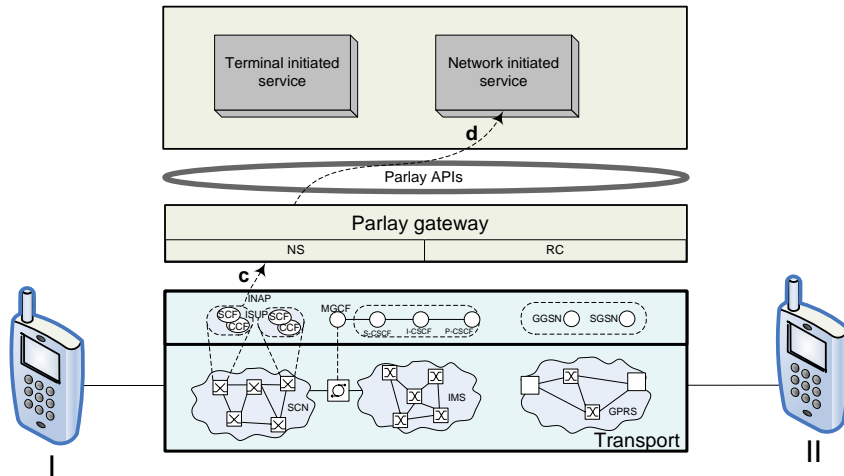 Terminal initiated
service
Network initiated
service
d
Parlay APIs
Parlay gateway
NS
RC
c
INAP
SCF
ISUP
SCF
CCF
CCF
MGCF
S-CSCF
I-CSCF
P-CSCF
GGSN
SGSN
SCN
IMS
GPRS
Transport
I
II